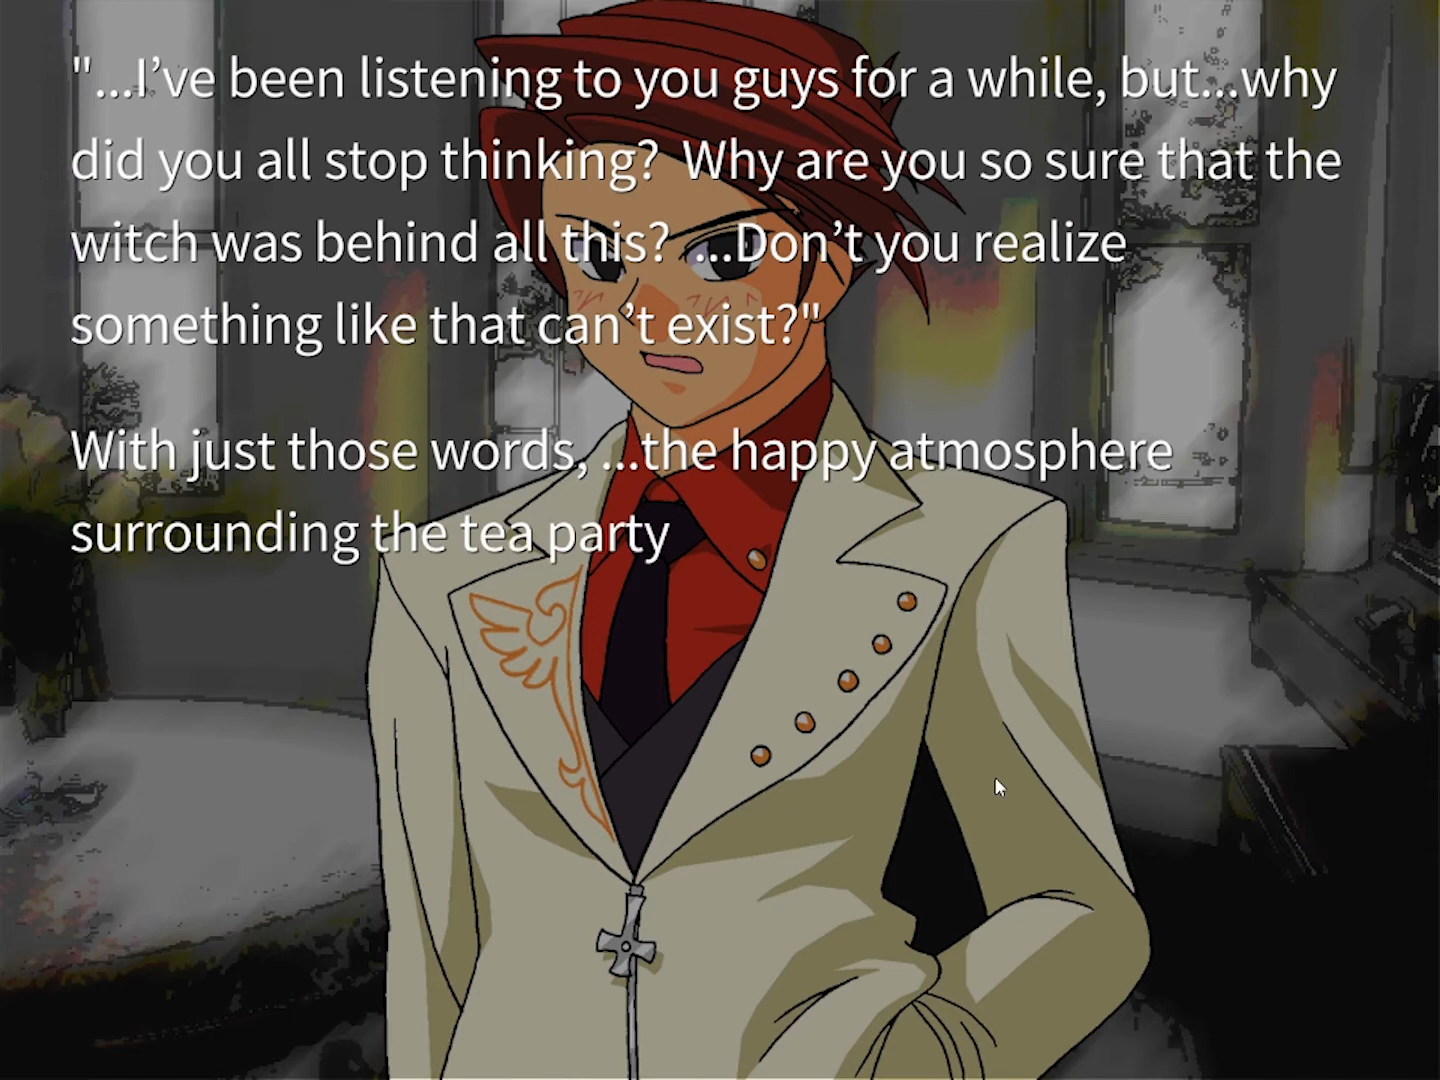 "...I’ve been listening to you guys for a while, but...why
did you all stop thinking?  Why are you so sure that the
witch was behind all this?  ...Don’t you realize
something like that can’t exist?"
With just those words, ...the happy atmosphere
surrounding the tea party